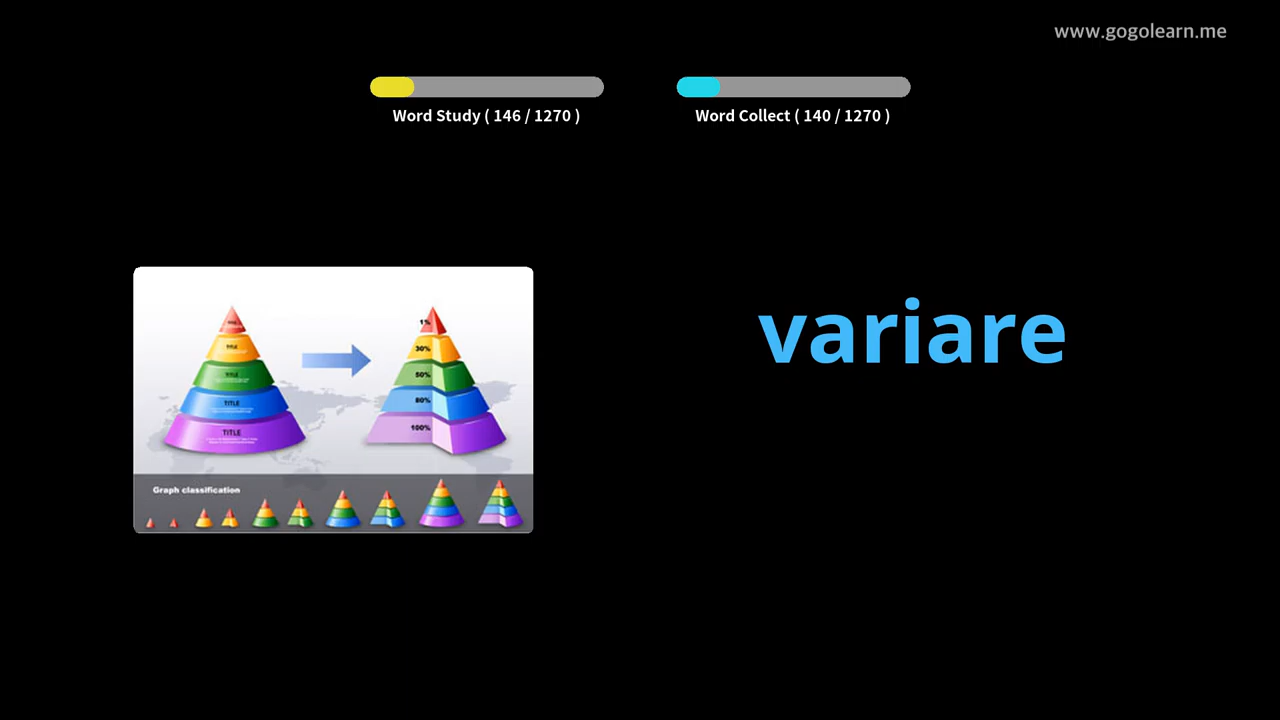 www.gogolearn.me
Word Study ( 146 / 1270 )
Word Collect ( 140 / 1270 )
variare
TITLE
TITLE
TITLE
TITLE
1%
30%
50%
80%
100%
Graph classification